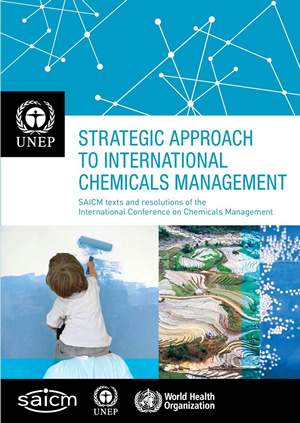 UNEP
STRATEGIC APPROACH
TO INTERNATIONAL
CHEMICALS MANAGEMENT
SAICM texts and resolutions of the
International Conference on Chemicals Management
saicm
UNEP
World Health
Organization